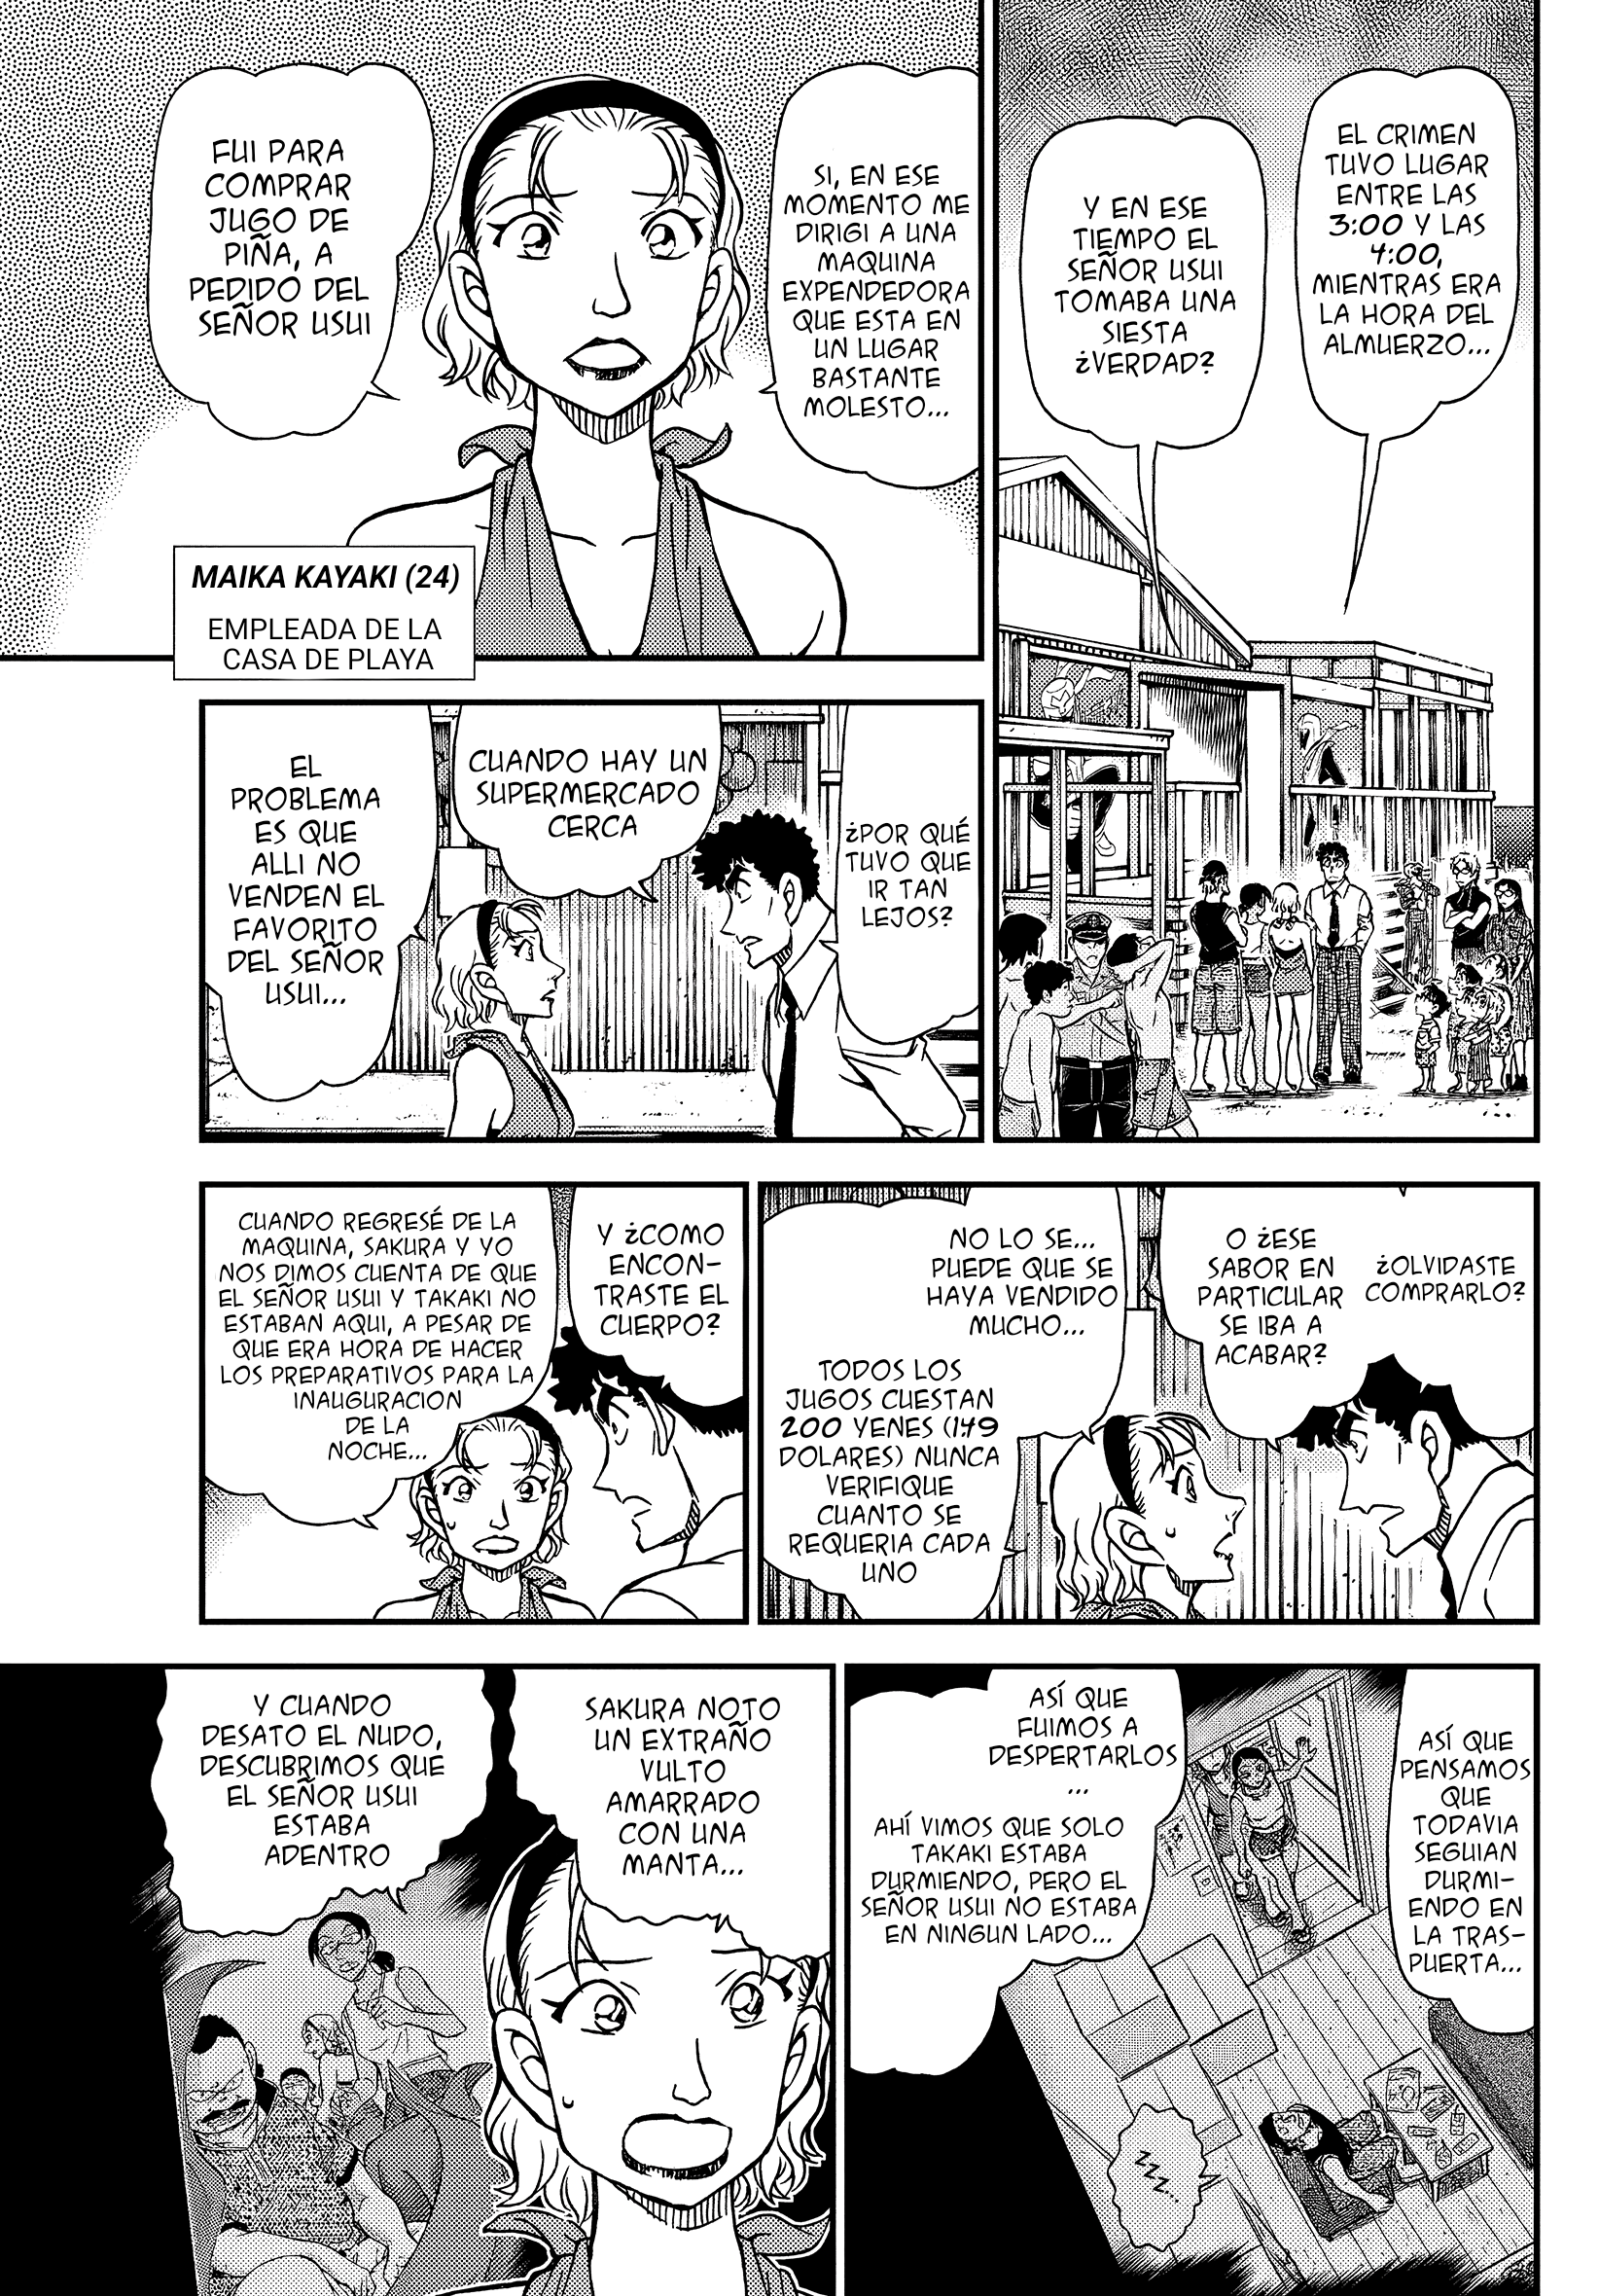 EL CRIMEN
TUVO LUGAR
ENTRE LAS
3:00 Y LAS
4:00,
MIENTRAS ERA
LA HORA DEL
ALMUERZO...
Y EN ESE
TIEMPO EL
SEÑOR USUI
TOMABA UNA
SIESTA
¿VERDAD?
SI, EN ESE
MOMENTO ME
DIRIGI A UNA
MAQUINA
EXPENDEDORA
QUE ESTA EN
UN LUGAR
BASTANTE
MOLESTO...
FUI PARA
COMPRAR
JUGO DE
PIÑA, A
PEDIDO DEL
SEÑOR USUI
MAIKA KAYAKI (24)
EMPLEADA DE LA
CASA DE PLAYA
¿POR QUÉ
TUVO QUE
IR TAN
LEJOS?
CUANDO HAY UN
SUPERMERCADO
CERCA
EL
PROBLEMA
ES QUE
ALLI NO
VENDEN EL
FAVORITO
DEL SEÑOR
USUI...
¿OLVIDASTE
COMPRARLO?
O ¿ESE
SABOR EN
PARTICULAR
SE IBA A
ACABAR?
NO LO SE...
PUEDE QUE SE
HAYA VENDIDO
MUCHO...
TODOS LOS
JUGOS CUESTAN
200 YENES (1.79
DOLARES) NUNCA
VERIFIQUE
CUANTO SE
REQUERIA CADA
UNO
Y ¿COMO
ENCON-
TRASTE EL
CUERPO?
CUANDO REGRESÉ DE LA
MAQUINA, SAKURA Y YO
NOS DIMOS CUENTA DE QUE
EL SEÑOR USUI Y TAKAKI NO
ESTABAN AQUI, A PESAR DE
QUE ERA HORA DE HACER
LOS PREPARATIVOS PARA LA
INAUGURACION
DE LA
NOCHE...
ASÍ QUE
PENSAMOS
QUE
TODAVIA
SEGUIAN
DURMI-
ENDO EN
LA TRAS-
PUERTA...
ASÍ QUE
FUIMOS A
DESPERTARLOS
...
AHÍ VIMOS QUE SOLO
TAKAKI ESTABA
DURMIENDO, PERO EL
SEÑOR USUI NO ESTABA
EN NINGUN LADO...
ZZZ...
SAKURA NOTO
UN EXTRAÑO
VULTO
AMARRADO
CON UNA
MANTA...
Y CUANDO
DESATO EL NUDO,
DESCUBRIMOS QUE
EL SEÑOR USUI
ESTABA
ADENTRO